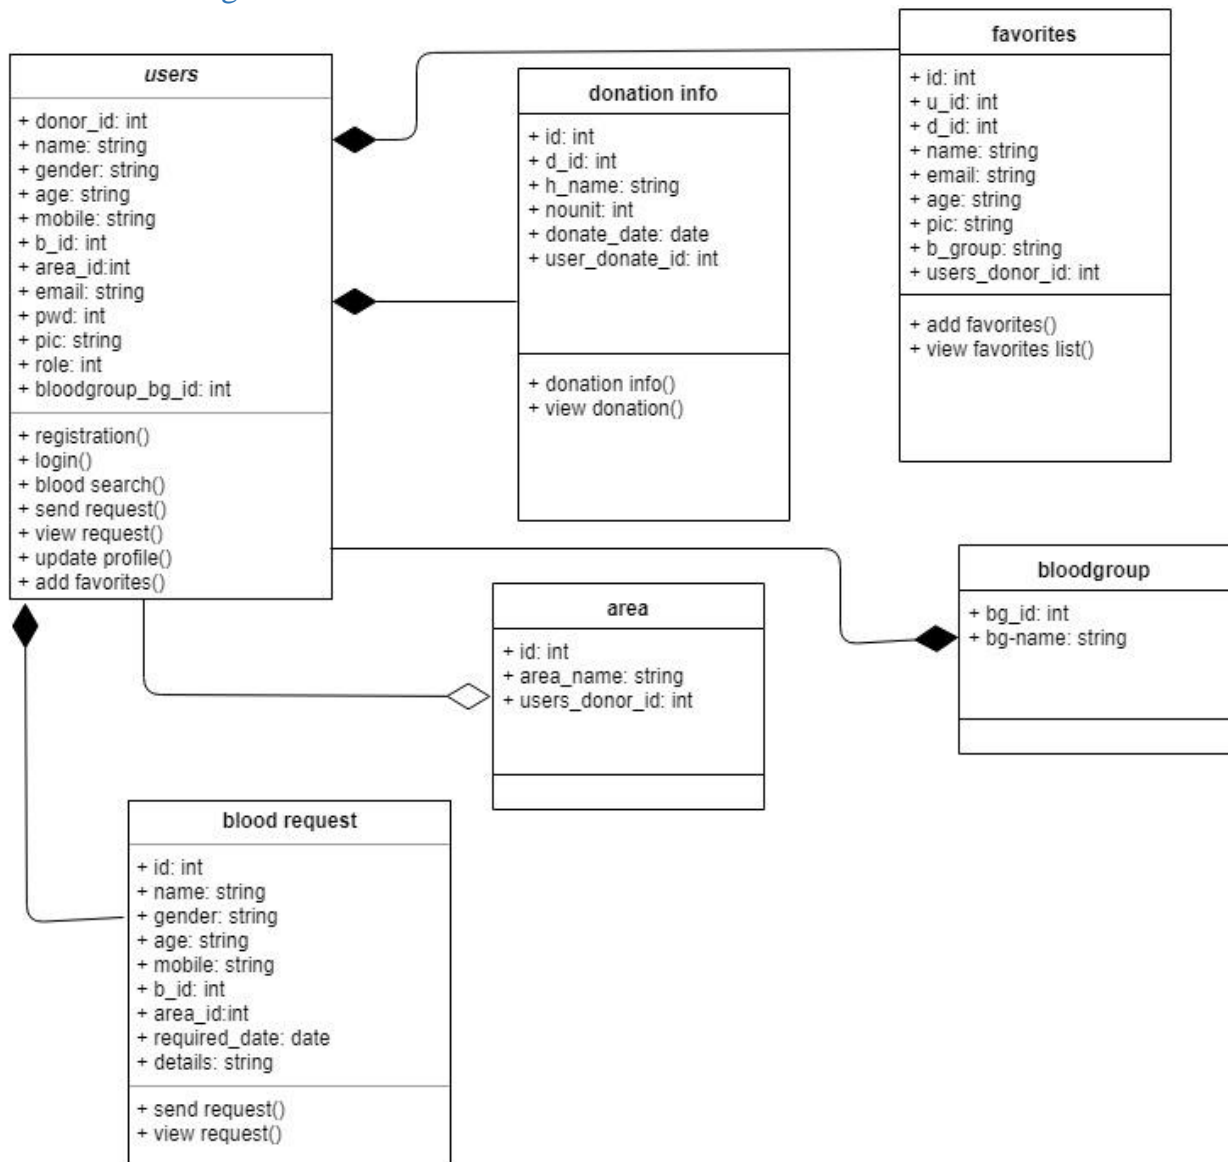 users
+ donor_id: int
+ name: string
+ gender: string
+ age: string
+ mobile: string
+ b_id: int
+ area_id:int
+ email: string
+ pwd: int
+ pic: string
+ role: int
+ bloodgroup_bg_id: int
+ registration()
+ login()
+ blood search()
+ send request()
+ view request()
+ update profile()
+ add favorites()
donation info
+ id: int
+ d_id: int
+ h_name: string
+ nounit: int
+ donate_date: date
+ user_donate_id: int
+ donation info()
+ view donation()
favorites
+ id: int
+ u_id: int
+ d_id: int
+ name: string
+ email: string
+ age: string
+ pic: string
+ b_group: string
+ users_donor_id: int
+ add favorites()
+ view favorites list()
area
+ id: int
+ area_name: string
+ users_donor_id: int
bloodgroup
+ bg_id: int
+ bg-name: string
blood request
+ id: int
+ name: string
+ gender: string
+ age: string
+ mobile: string
+ b_id: int
+ area_id:int
+ required_date: date
+ details: string
+ send request()
+ view request()